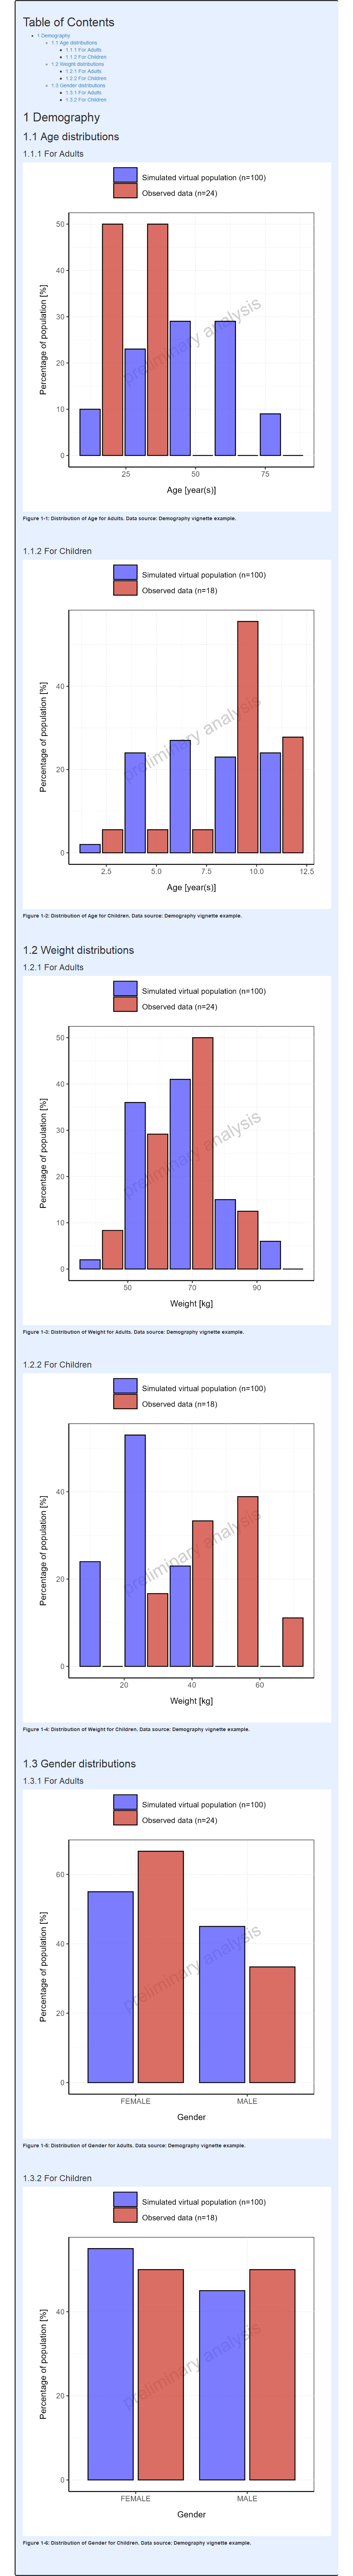 Table of Contents
1 Demography
1.1 Age distributions
1.1.1 For Adults
1.1.2 For Children
1.2 Weight distributions
1.2.1 For Adults
1.2.2 For Children
1.3 Gender distributions
1.3.1 For Adults
1.3.2 For Children
1 Demography
1.1 Age distributions
1.1.1 For Adults
Simulated virtual population (n=100)
Observed data (n=24)
50
40
30
20
10
0
Percentage of population [%]
preliminary analysis
25 50 75
Age [year(s)]
Figure 1-1: Distribution of Age for Adults. Data source: Demography vignette example.
1.1.2 For Children
Simulated virtual population (n=100)
Observed data (n=18)
40
20
0
Percentage of population [%]
preliminary analysis
2.5 5.0 7.5 10.0 12.5
Age [year(s)]
Figure 1-2: Distribution of Age for Children. Data source: Demography vignette example.
1.2 Weight distributions
1.2.1 For Adults
Simulated virtual population (n=100)
Observed data (n=24)
50
40
30
20
10
0
Percentage of population [%]
preliminary analysis
50 70 90
Weight [kg]
Figure 1-3: Distribution of Weight for Adults. Data source: Demography vignette example.
1.2.2 For Children
Simulated virtual population (n=100)
Observed data (n=18)
40
20
0
Percentage of population [%]
preliminary analysis
20 40 60
Weight [kg]
Figure 1-4: Distribution of Weight for Children. Data source: Demography vignette example.
1.3 Gender distributions
1.3.1 For Adults
Simulated virtual population (n=100)
Observed data (n=24)
60
40
20
0
Percentage of population [%]
preliminary analysis
FEMALE MALE
Gender
Figure 1-5: Distribution of Gender for Adults. Data source: Demography vignette example.
1.3.2 For Children
Simulated virtual population (n=100)
Observed data (n=18)
40
20
0
Percentage of population [%]
preliminary analysis
FEMALE MALE
Gender
Figure 1-6: Distribution of Gender for Children. Data source: Demography vignette example.